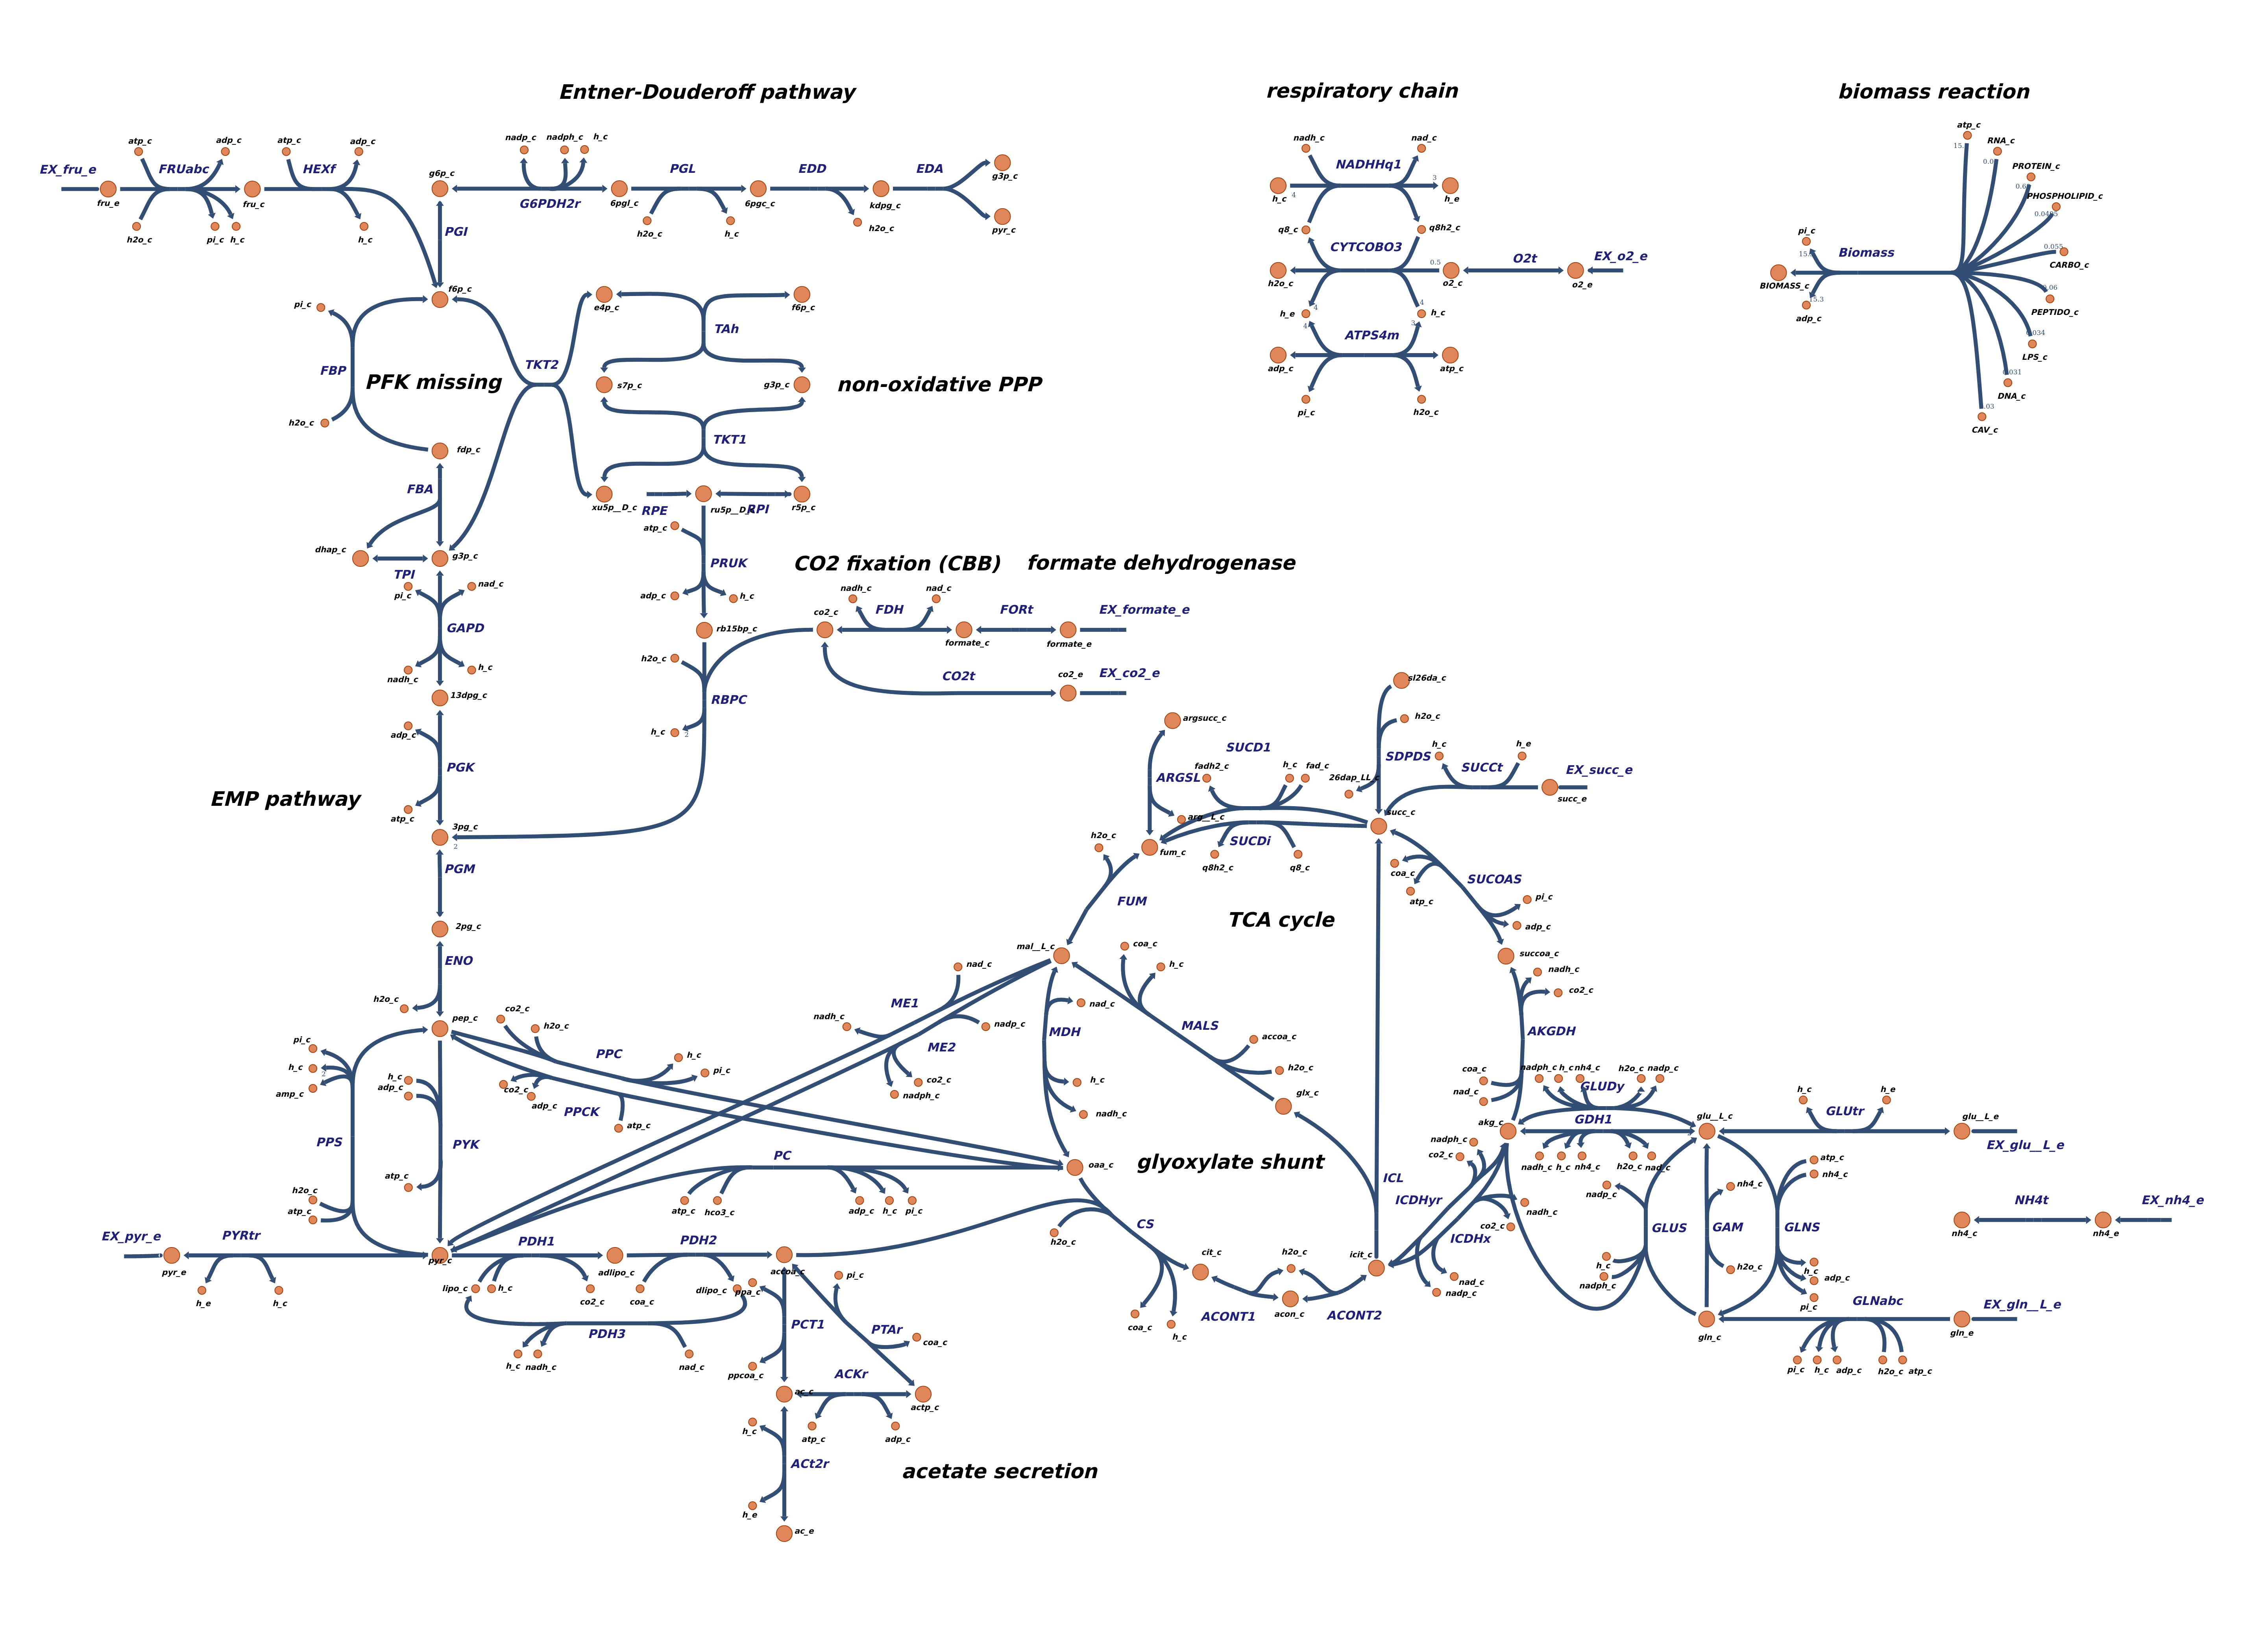 Entner-Douderoff pathway
respiratory chain
biomass reaction
EX_fru_e
fru_e
atp_c
FRUabc
adp_c
h2o_c
pi_c
h_c
fru_c
atp_c
HEXf
adp_c
h_c
g6p_c
nadp_c
nadph_c
h_c
G6PDH2r
6pgl_c
PGL
h2o_c
h_c
6pgc_c
EDD
h2o_c
kdpg_c
EDA
g3p_c
pyr_c
PGI
f6p_c
pi_c
FBP
h2o_c
PFK missing
fdp_c
TKT2
e4p_c
f6p_c
TAh
s7p_c
g3p_c
non-oxidative PPP
TKT1
xu5p__D_c
RPE
ru5p__D_c
RPI
r5p_c
FBA
dhap_c
g3p_c
TPI
pi_c
nad_c
GAPD
nadh_c
h_c
13dpg_c
adp_c
PGK
atp_c
EMP pathway
3pg_c
2
PGM
2pg_c
ENO
h2o_c
pep_c
atp_c
PRUK
adp_c
h_c
rb15bp_c
h2o_c
RBPC
h_c
2
CO2 fixation (CBB)
formate dehydrogenase
co2_c
nadh_c
FDH
nad_c
formate_c
FORt
formate_e
EX_formate_e
CO2t
co2_e
EX_co2_e
nadh_c
NADHHq1
nad_c
h_c
4
3
h_e
q8_c
q8h2_c
CYTCOBO3
h2o_c
0.5
o2_c
O2t
o2_e
EX_o2_e
h_e
4
4
h_c
4
3
ATPS4m
adp_c
atp_c
pi_c
h2o_c
atp_c
RNA_c
PROTEIN_c
PHOSPHOLIPID_c
CARBO_c
0.055
PEPTIDO_c
LPS_c
DNA_c
CAV_c
pi_c
Biomass
BIOMASS_c
adp_c
sl26da_c
h2o_c
SDPDS
26dap_LL_c
argsucc_c
ARGSL
arg__L_c
SUCD1
fadh2_c
h_c
fad_c
SUCDi
q8h2_c
q8_c
h_c
SUCCt
h_e
EX_succ_e
succ_e
succ_c
h2o_c
fum_c
FUM
TCA cycle
coa_c
atp_c
SUCOAS
pi_c
adp_c
succoa_c
nadh_c
co2_c
AKGDH
coa_c
nad_c
akg_c
mal__L_c
coa_c
h_c
MALS
accoa_c
h2o_c
glx_c
nad_c
MDH
h_c
nadh_c
nad_c
ME1
nadh_c
nadp_c
ME2
co2_c
nadph_c
co2_c
h2o_c
PPC
h_c
pi_c
co2_c
adp_c
PPCK
atp_c
pi_c
h_c
2
amp_c
PPS
h2o_c
atp_c
h_c
adp_c
PYK
atp_c
PC
atp_c
hco3_c
adp_c
h_c
pi_c
oaa_c
glyoxylate shunt
ICL
nadph_c
h_c
nh4_c
GLUDy
h2o_c
nadp_c
GDH1
nadh_c
h_c
nh4_c
h2o_c
nad_c
glu__L_c
h_c
GLUtr
h_e
glu__L_e
EX_glu__L_e
nadph_c
co2_c
ICDHyr
nadh_c
co2_c
ICDHx
nad_c
nadp_c
nadp_c
GLUS
h_c
nadph_c
nh4_c
GAM
h2o_c
atp_c
nh4_c
GLNS
h_c
adp_c
pi_c
NH4t
nh4_c
nh4_e
EX_nh4_e
gln_c
GLNabc
gln_e
EX_gln__L_e
pi_c
h_c
adp_c
h2o_c
atp_c
EX_pyr_e
pyr_e
PYRtr
h_e
h_c
pyr_c
PDH1
lipo_c
h_c
co2_c
adlipo_c
PDH2
coa_c
dlipo_c
accoa_c
PDH3
h_c
nadh_c
nad_c
CS
h2o_c
coa_c
h_c
cit_c
h2o_c
ACONT1
acon_c
ACONT2
icit_c
ppa_c
PCT1
ppcoa_c
pi_c
PTAr
coa_c
ac_c
ACKr
atp_c
adp_c
actp_c
h_c
ACt2r
h_e
ac_e
acetate secretion